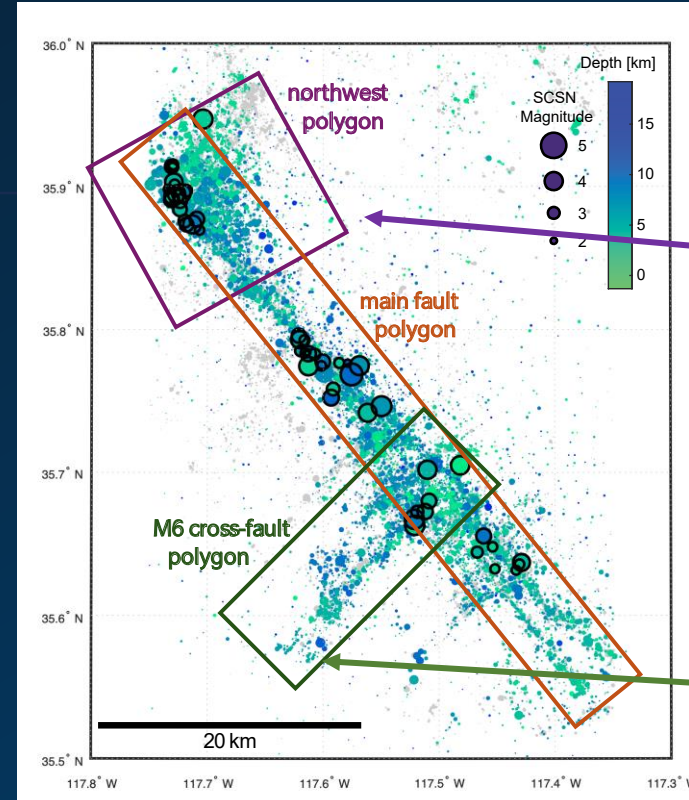 36.0° N
Depth [km]
northwest
polygon
SCSN
Magnitude
5
4
3
2
15
10
5
0
35.9° N
main fault
polygon
35.8° N
35.7° N
M6 cross-fault
polygon
35.6° N
20 km
35.5° N
117.8° W
117.7° W
117.6° W
117.5° W
117.4° W
117.3° W